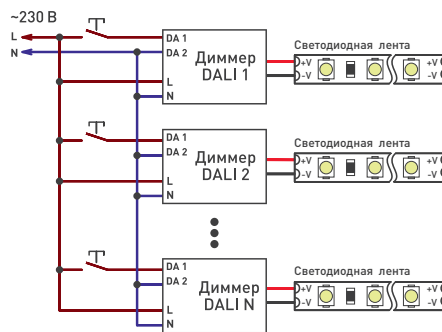 ~230 В
L
N
DA 1
DA 2
L
N
Диммер
DALI 1
Светодиодная лента
+V
-V
DA 1
DA 2
L
N
Диммер
DALI 2
Светодиодная лента
+V
-V
DA 1
DA 2
L
N
Диммер
DALI N
Светодиодная лента
+V
-V